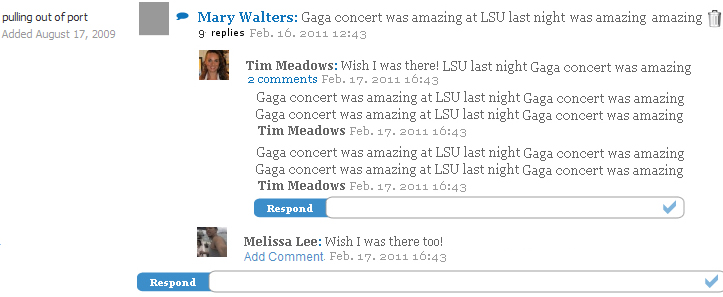 pulling out of port
Added August 17, 2009
Mary Walters: Gaga concert was amazing at LSU last night was amazing amazing
9 replies Feb. 16. 2011 12:43
Tim Meadows: Wish I was there! LSU last night Gaga concert was amazing
2 comments Feb. 17. 2011 16:43
Gaga concert was amazing at LSU last night Gaga concert was amazing
Gaga concert was amazing at LSU last night Gaga concert was amazing
Tim Meadows Feb. 17. 2011 16:43
Gaga concert was amazing at LSU last night Gaga concert was amazing
Gaga concert was amazing at LSU last night Gaga concert was amazing
Tim Meadows Feb. 17. 2011 16:43
Respond
Melissa Lee: Wish I was there too!
Add Comment. Feb. 17. 2011 16:43
Respond